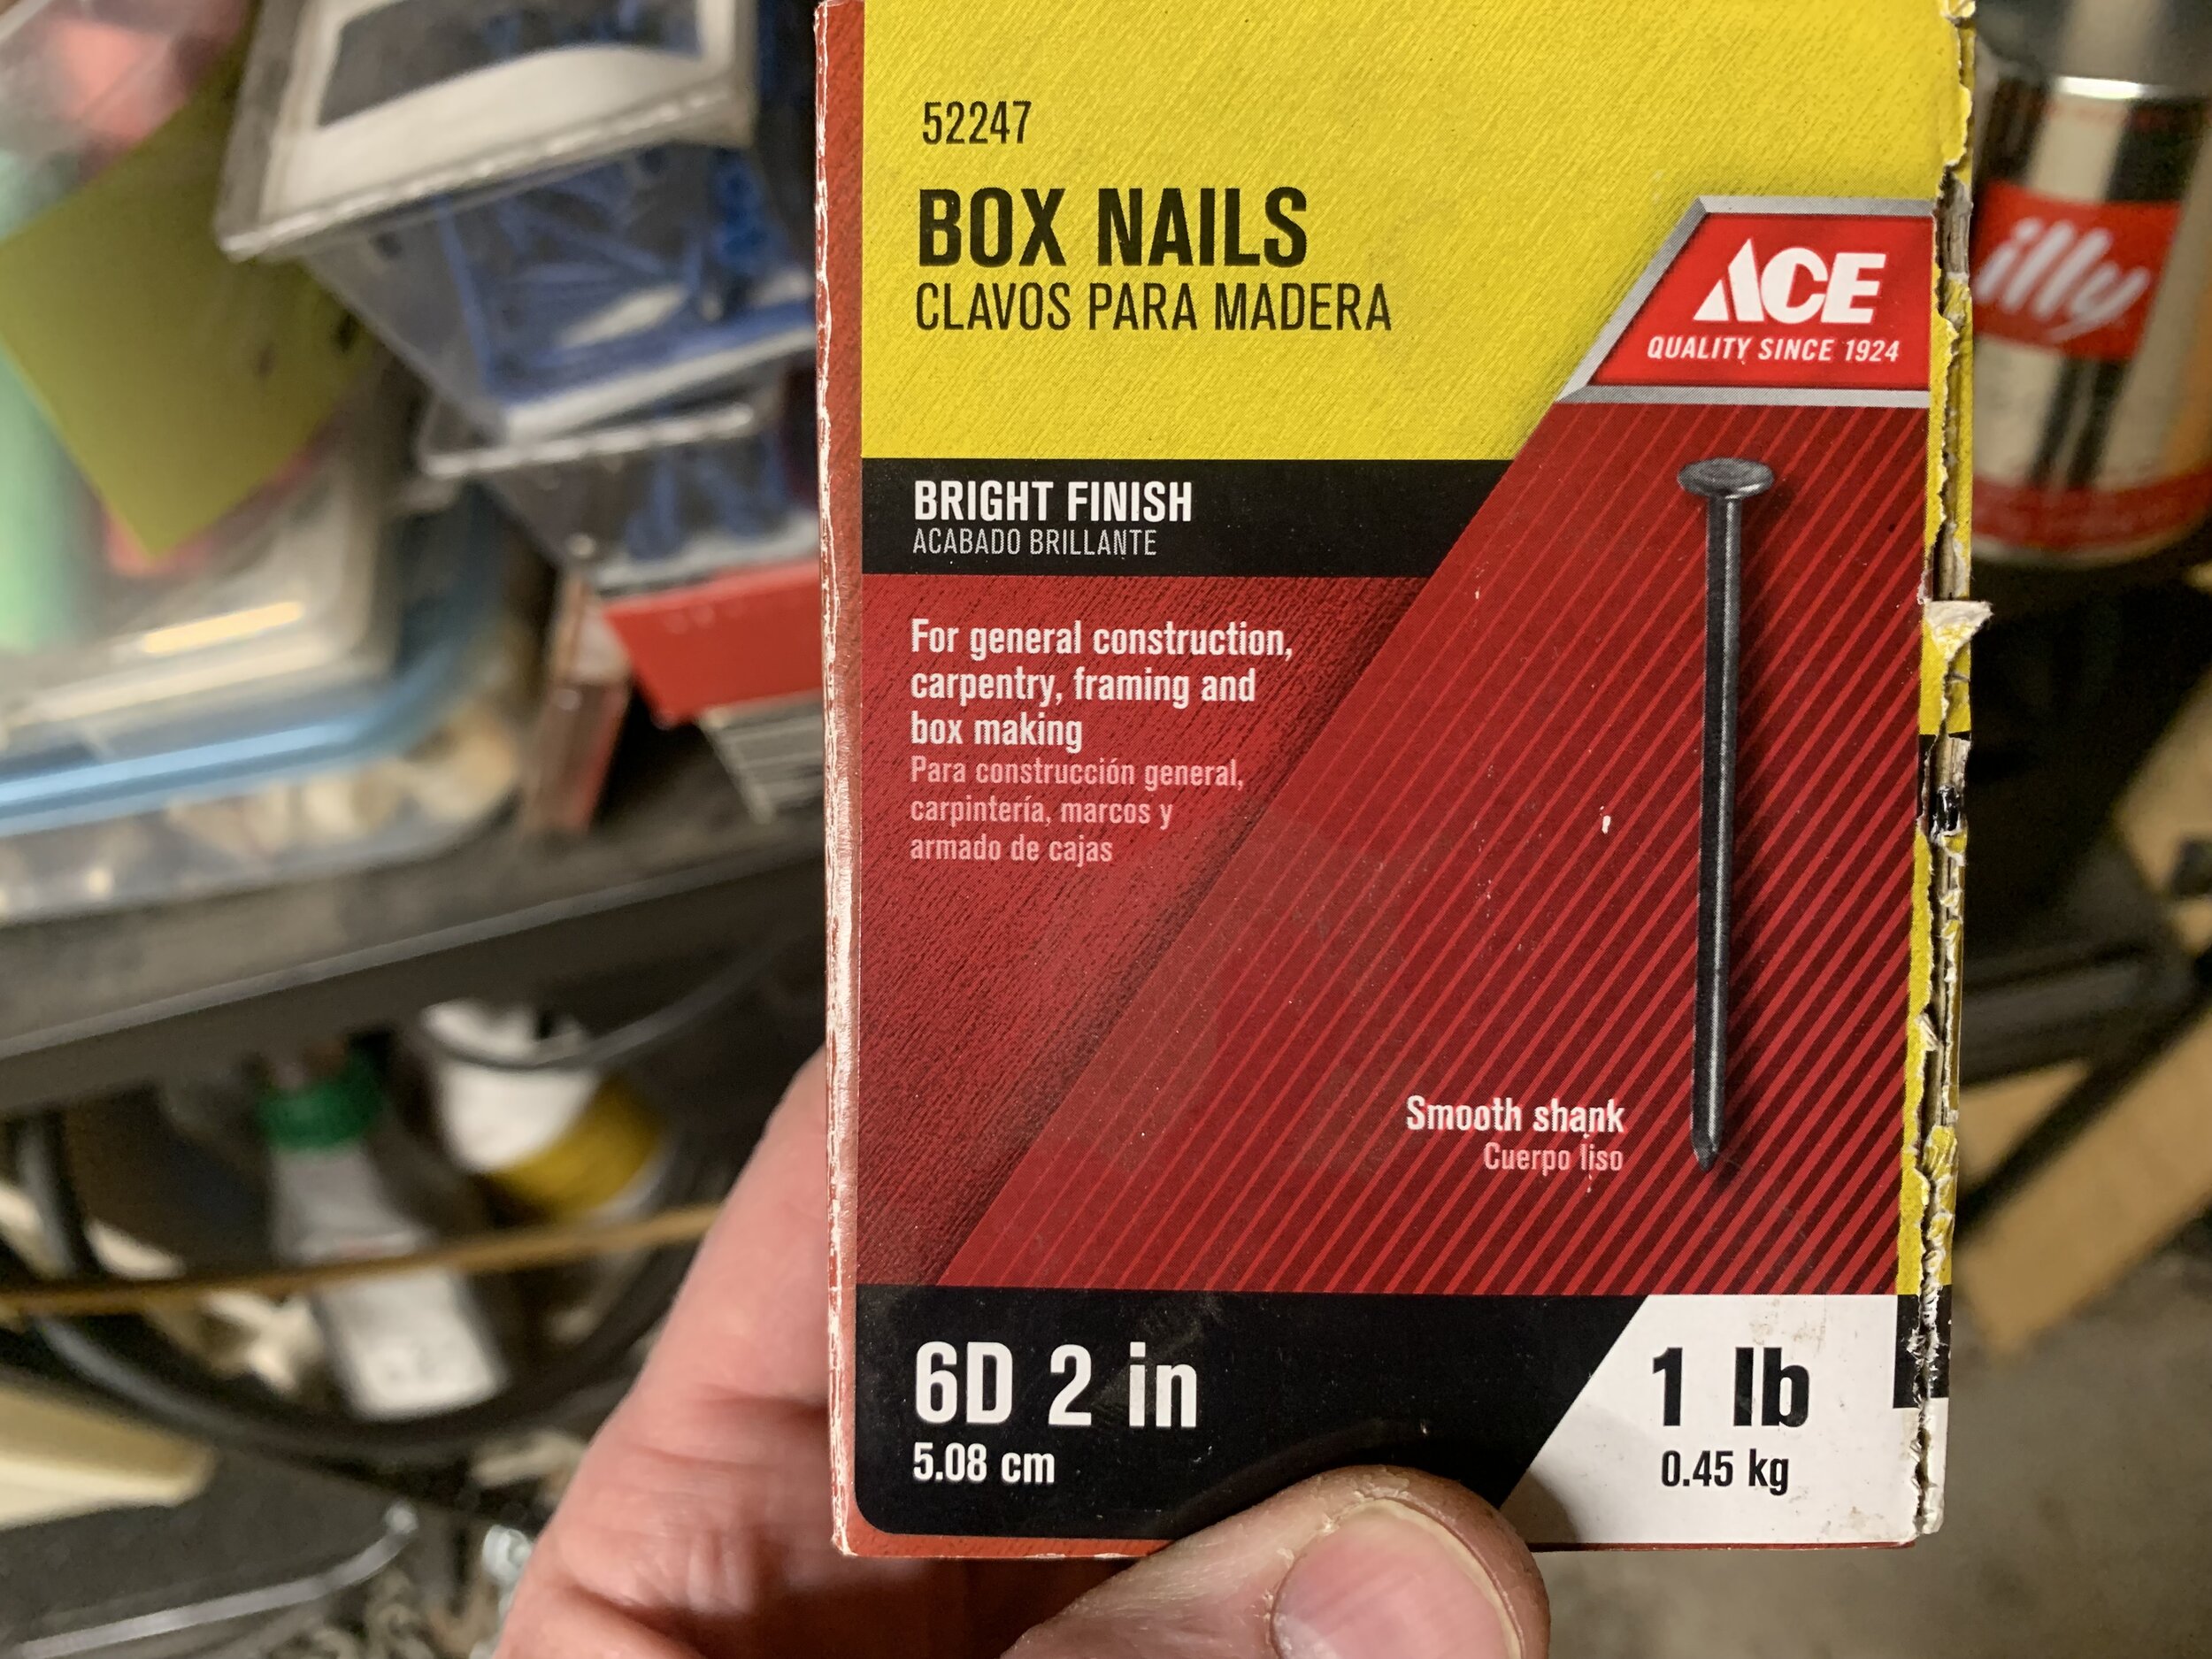 52247
BOX NAILS
CLAVOS PARA MADERA
ACE
QUALITY SINCE 1924
illy
BRIGHT FINISH
ACABADO BRILLANTE
For general construction,
carpentry, framing and
box making
Para construcción general,
carpintería, marcos y
armado de cajas
Smooth shank
Cuerpo liso
6D 2 in
5.08 cm
1 lb
0.45 kg